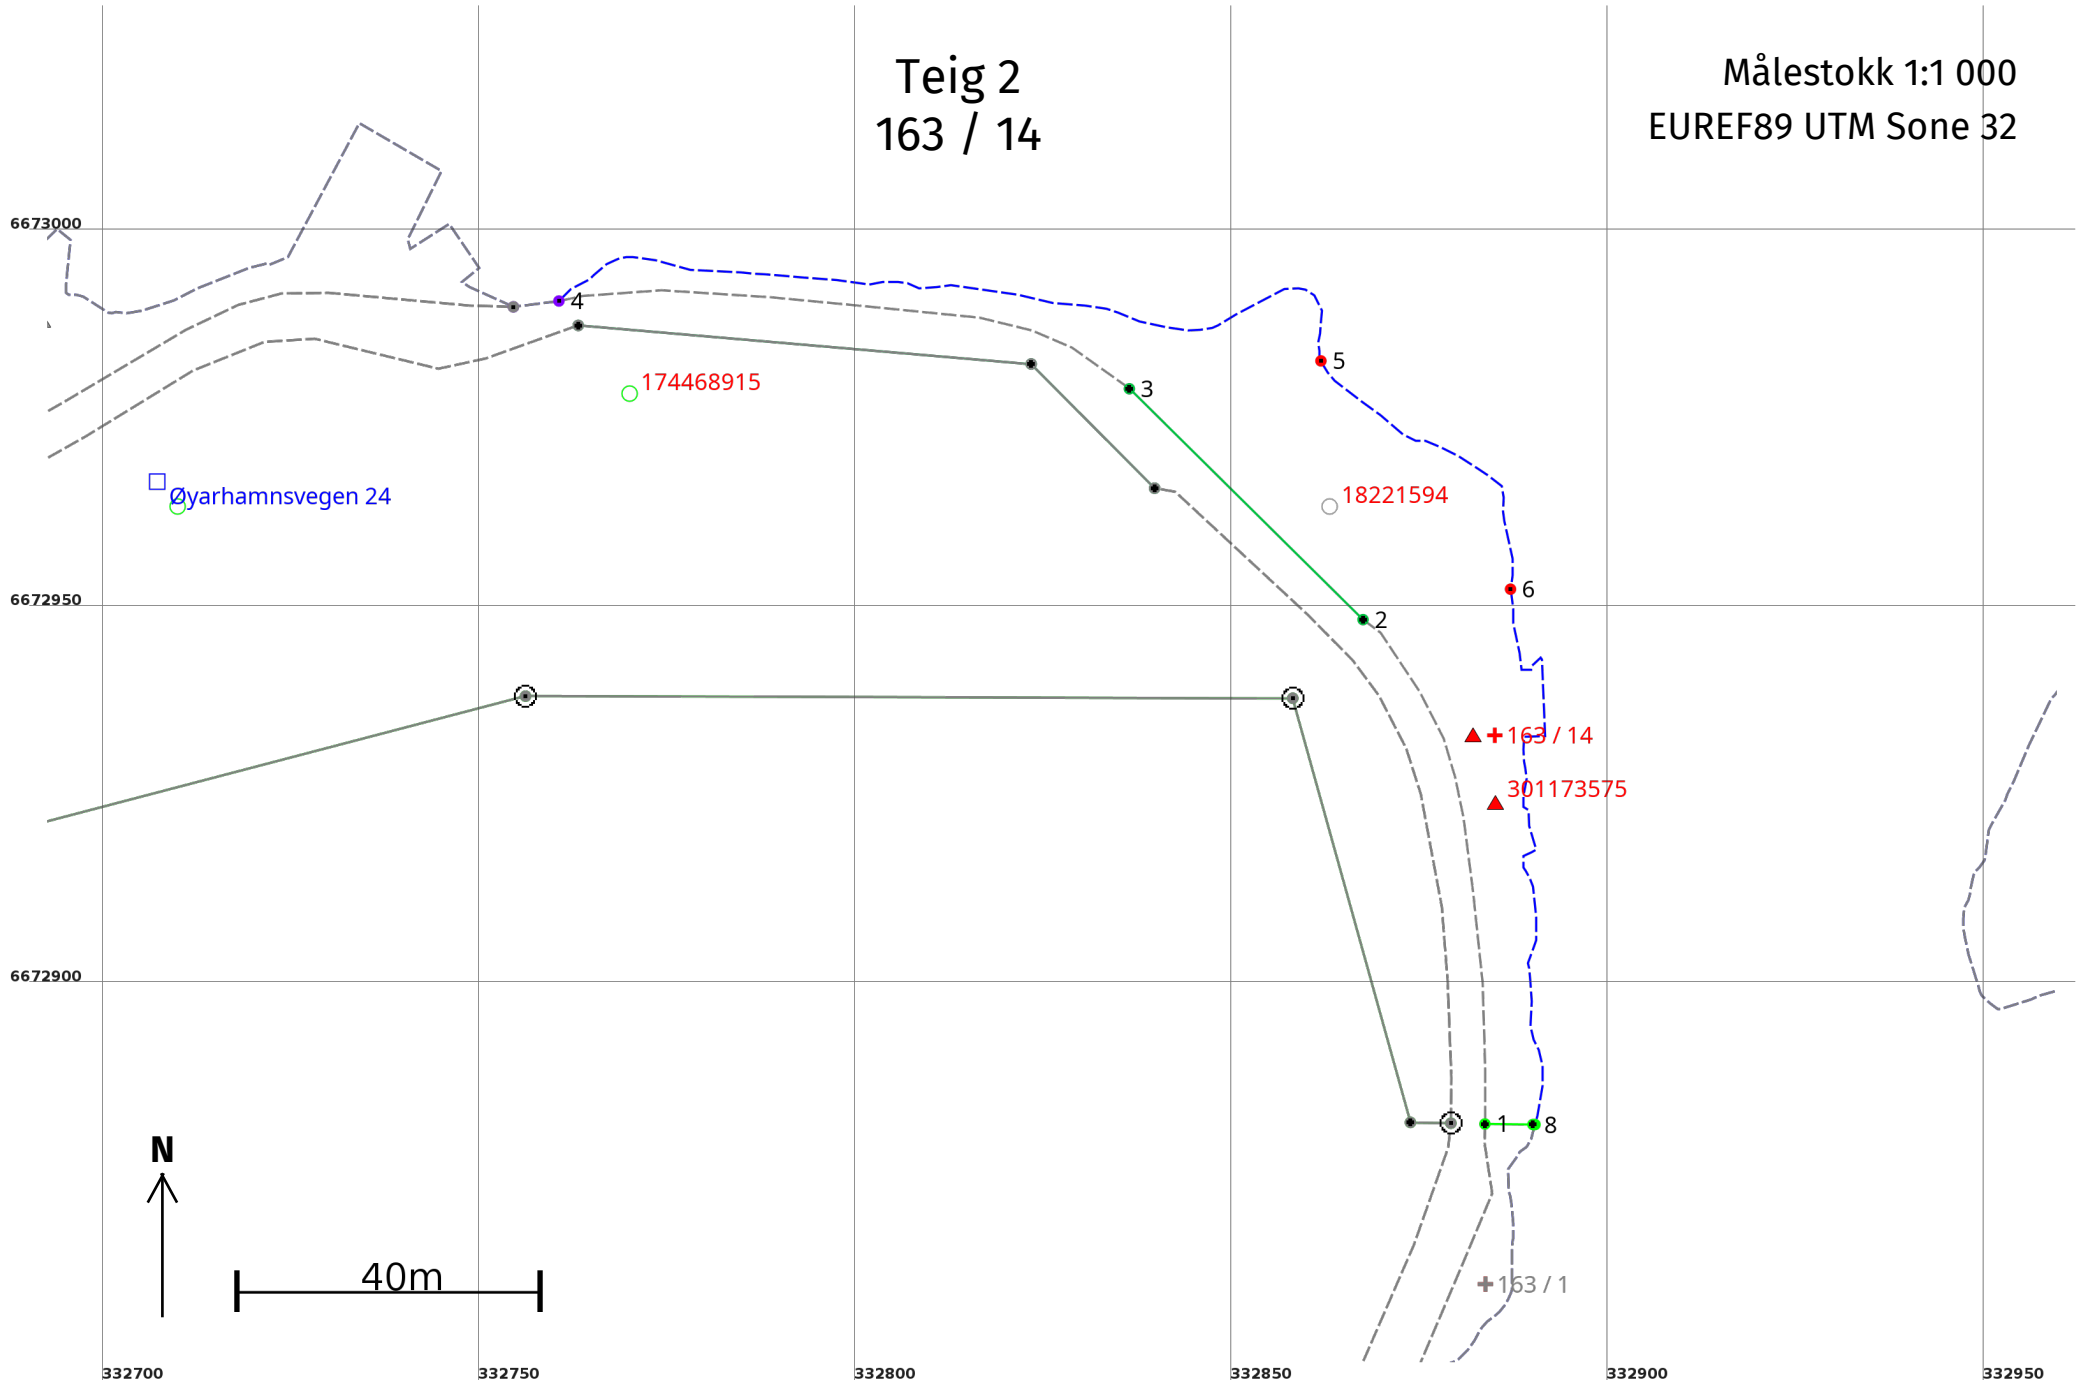 Teig 2
163 / 14
Målestokk 1:1 000
EUREF89 UTM Sone 32
6673000
4
174468915
5
3
Øyarhamnsvegen 24
18221594
6672950
6
2
163 / 14
301173575
6672900
1
8
N
40m
163 / 1
332700
332750
332800
332850
332900
332950